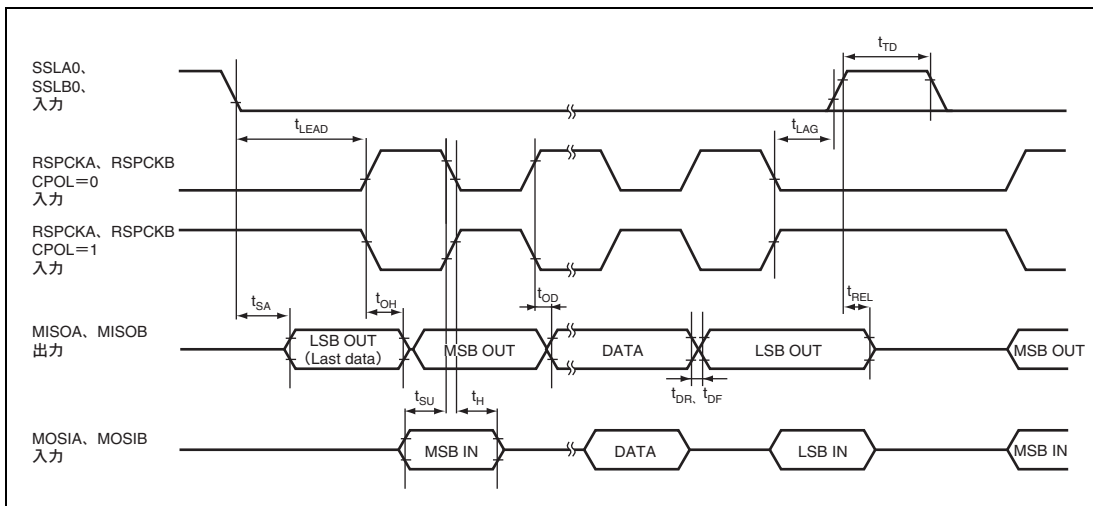 SSLA0、
SSLB0、
入力
tTD
tLEAD
tLAG
RSPCKA、RSPCKB
CPOL=0
入力
RSPCKA、RSPCKB
CPOL=1
入力
tSA
tOH
tOD
tREL
MISOA、MISOB
出力
LSB OUT
(Last data)
MSB OUT
DATA
LSB OUT
MSB OUT
tSU
tH
tDR、tDF
MOSIA、MOSIB
入力
MSB IN
DATA
LSB IN
MSB IN